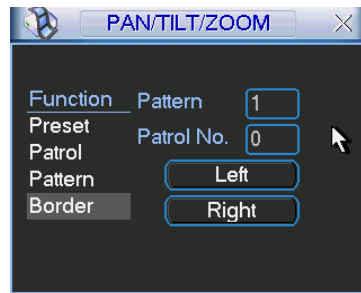 PAN/TILT/ZOOM
Function
Preset
Patrol
Pattern
Border
Pattern 1
Patrol No. 0
Left
Right